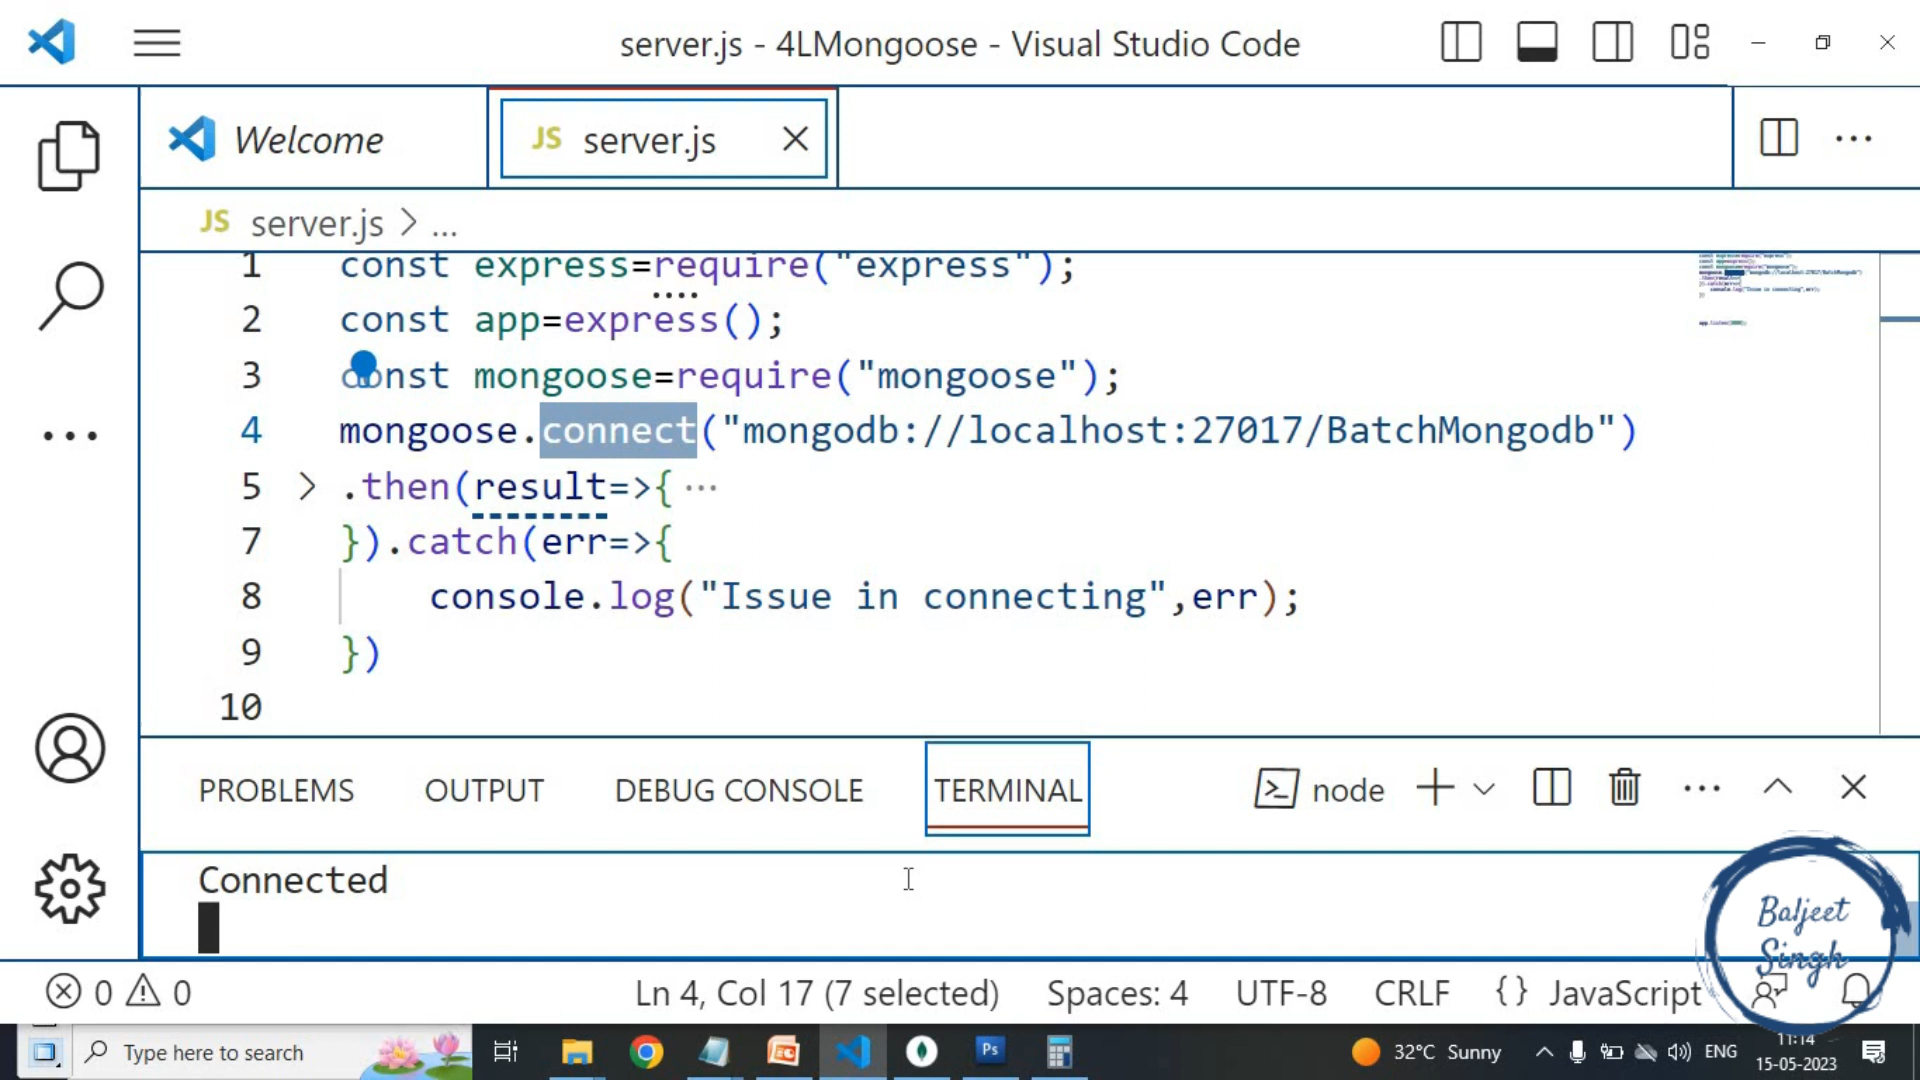 server.js - 4LMongoose - Visual Studio Code
Welcome
JS server.js
JS server.js > ...
1 const express=require("express");
2 const app=express();
3 const mongoose=require("mongoose");
4 mongoose.connect("mongodb://localhost:27017/BatchMongodb")
5 > .then(result=>{ ...
7 }).catch(err=>{
8 console.log("Issue in connecting",err);
9 })
10
PROBLEMS OUTPUT DEBUG CONSOLE TERMINAL node
Connected
Baljeet
Singh
0 0 Ln 4, Col 17 (7 selected) Spaces: 4 UTF-8 CRLF {} JavaScript
Type here to search Ps 32°C Sunny ENG 11:14
15-05-2023